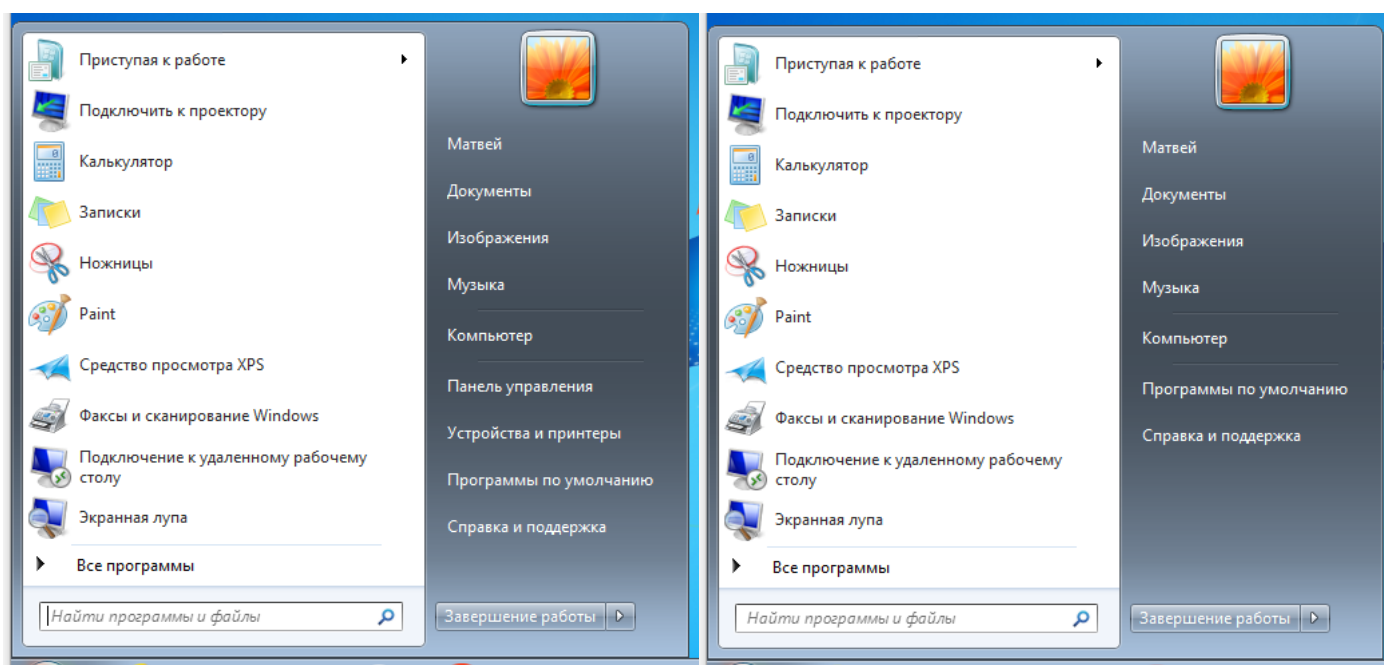 Приступая к работе
Подключить к проектору
Калькулятор
Записки
Ножницы
Paint
Средство просмотра XPS
Факсы и сканирование Windows
Подключение к удаленному рабочему
столу
Экранная лупа
Все программы
Найти программы и файлы
Матвей
Документы
Изображения
Музыка
Компьютер
Панель управления
Устройства и принтеры
Программы по умолчанию
Справка и поддержка
Завершение работы
Приступая к работе
Подключить к проектору
Калькулятор
Записки
Ножницы
Paint
Средство просмотра XPS
Факсы и сканирование Windows
Подключение к удаленному рабочему
столу
Экранная лупа
Все программы
Найти программы и файлы
Матвей
Документы
Изображения
Музыка
Компьютер
Программы по умолчанию
Справка и поддержка
Завершение работы